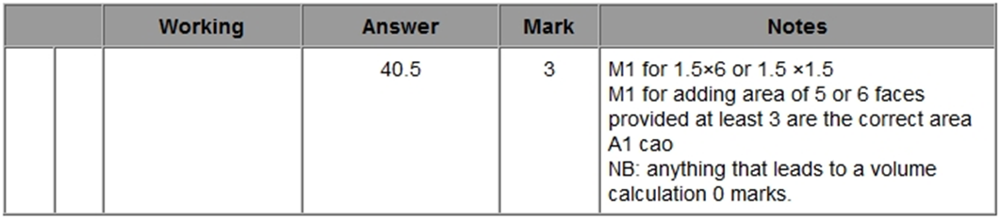 Working Answer Mark Notes
40.5 3 M1 for 1.5×6 or 1.5 ×1.5
M1 for adding area of 5 or 6 faces
provided at least 3 are the correct area
A1 cao
NB: anything that leads to a volume
calculation 0 marks.